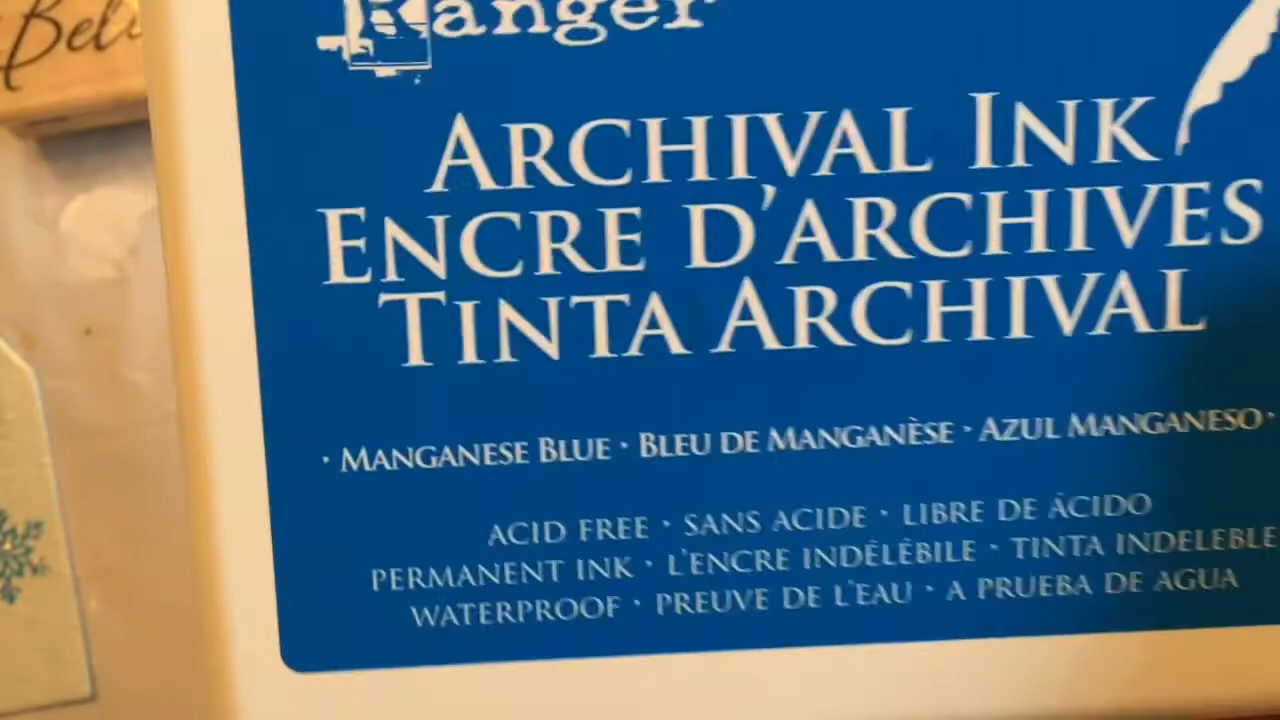 Ranger
Beli
ARCHIVAL INK
ENCRE D'ARCHIVES
TINTA ARCHIVAL
· MANGANESE BLUE · BLEU DE MANGANÈSE · AZUL MANGANESO ·
ACID FREE · SANS ACIDE · LIBRE DE ÁCIDO
PERMANENT INK · L'ENCRE INDÉLÉBILE · TINTA INDELEBLE
WATERPROOF · PREUVE DE L'EAU · A PRUEBA DE AGUA